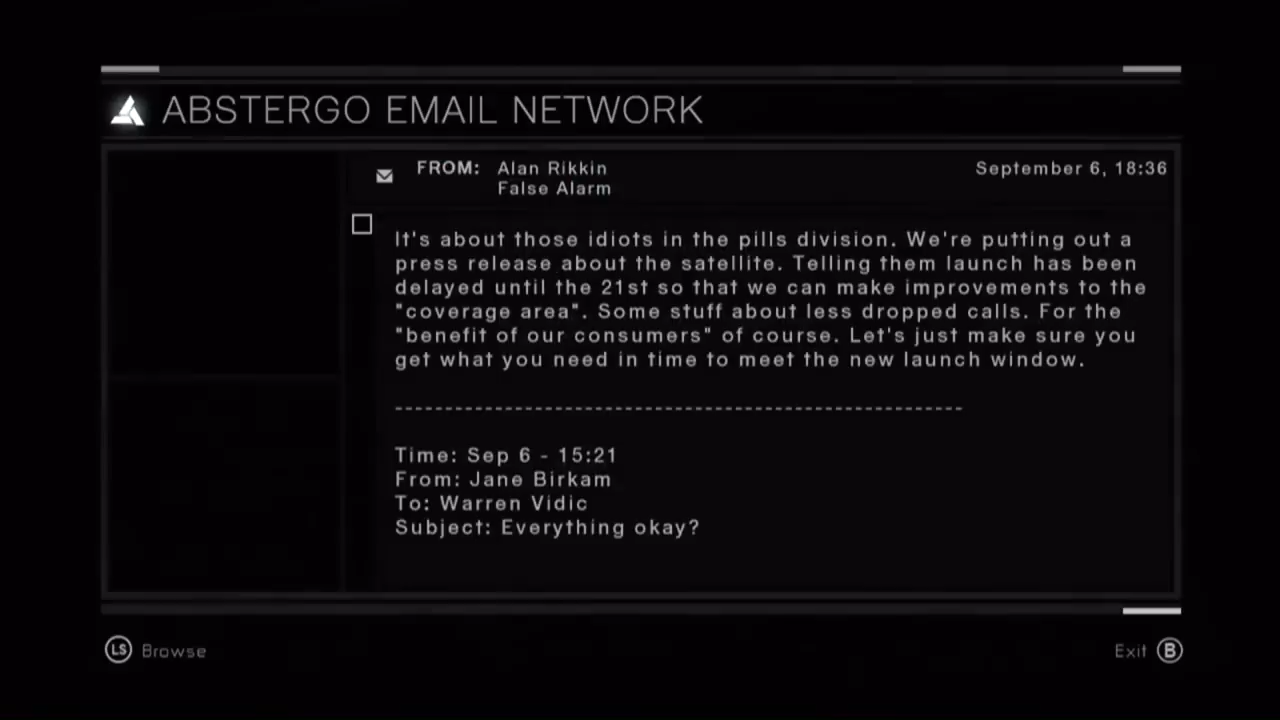 ABSTERGO EMAIL NETWORK
FROM: Alan Rikkin September 6, 18:36
False Alarm
It's about those idiots in the pills division. We're putting out a
press release about the satellite. Telling them launch has been
delayed until the 21st so that we can make improvements to the
"coverage area". Some stuff about less dropped calls. For the
"benefit of our consumers" of course. Let's just make sure you
get what you need in time to meet the new launch window.
---------------------------------------------------------
Time: Sep 6 - 15:21
From: Jane Birkam
To: Warren Vidic
Subject: Everything okay?
LS Browse Exit B